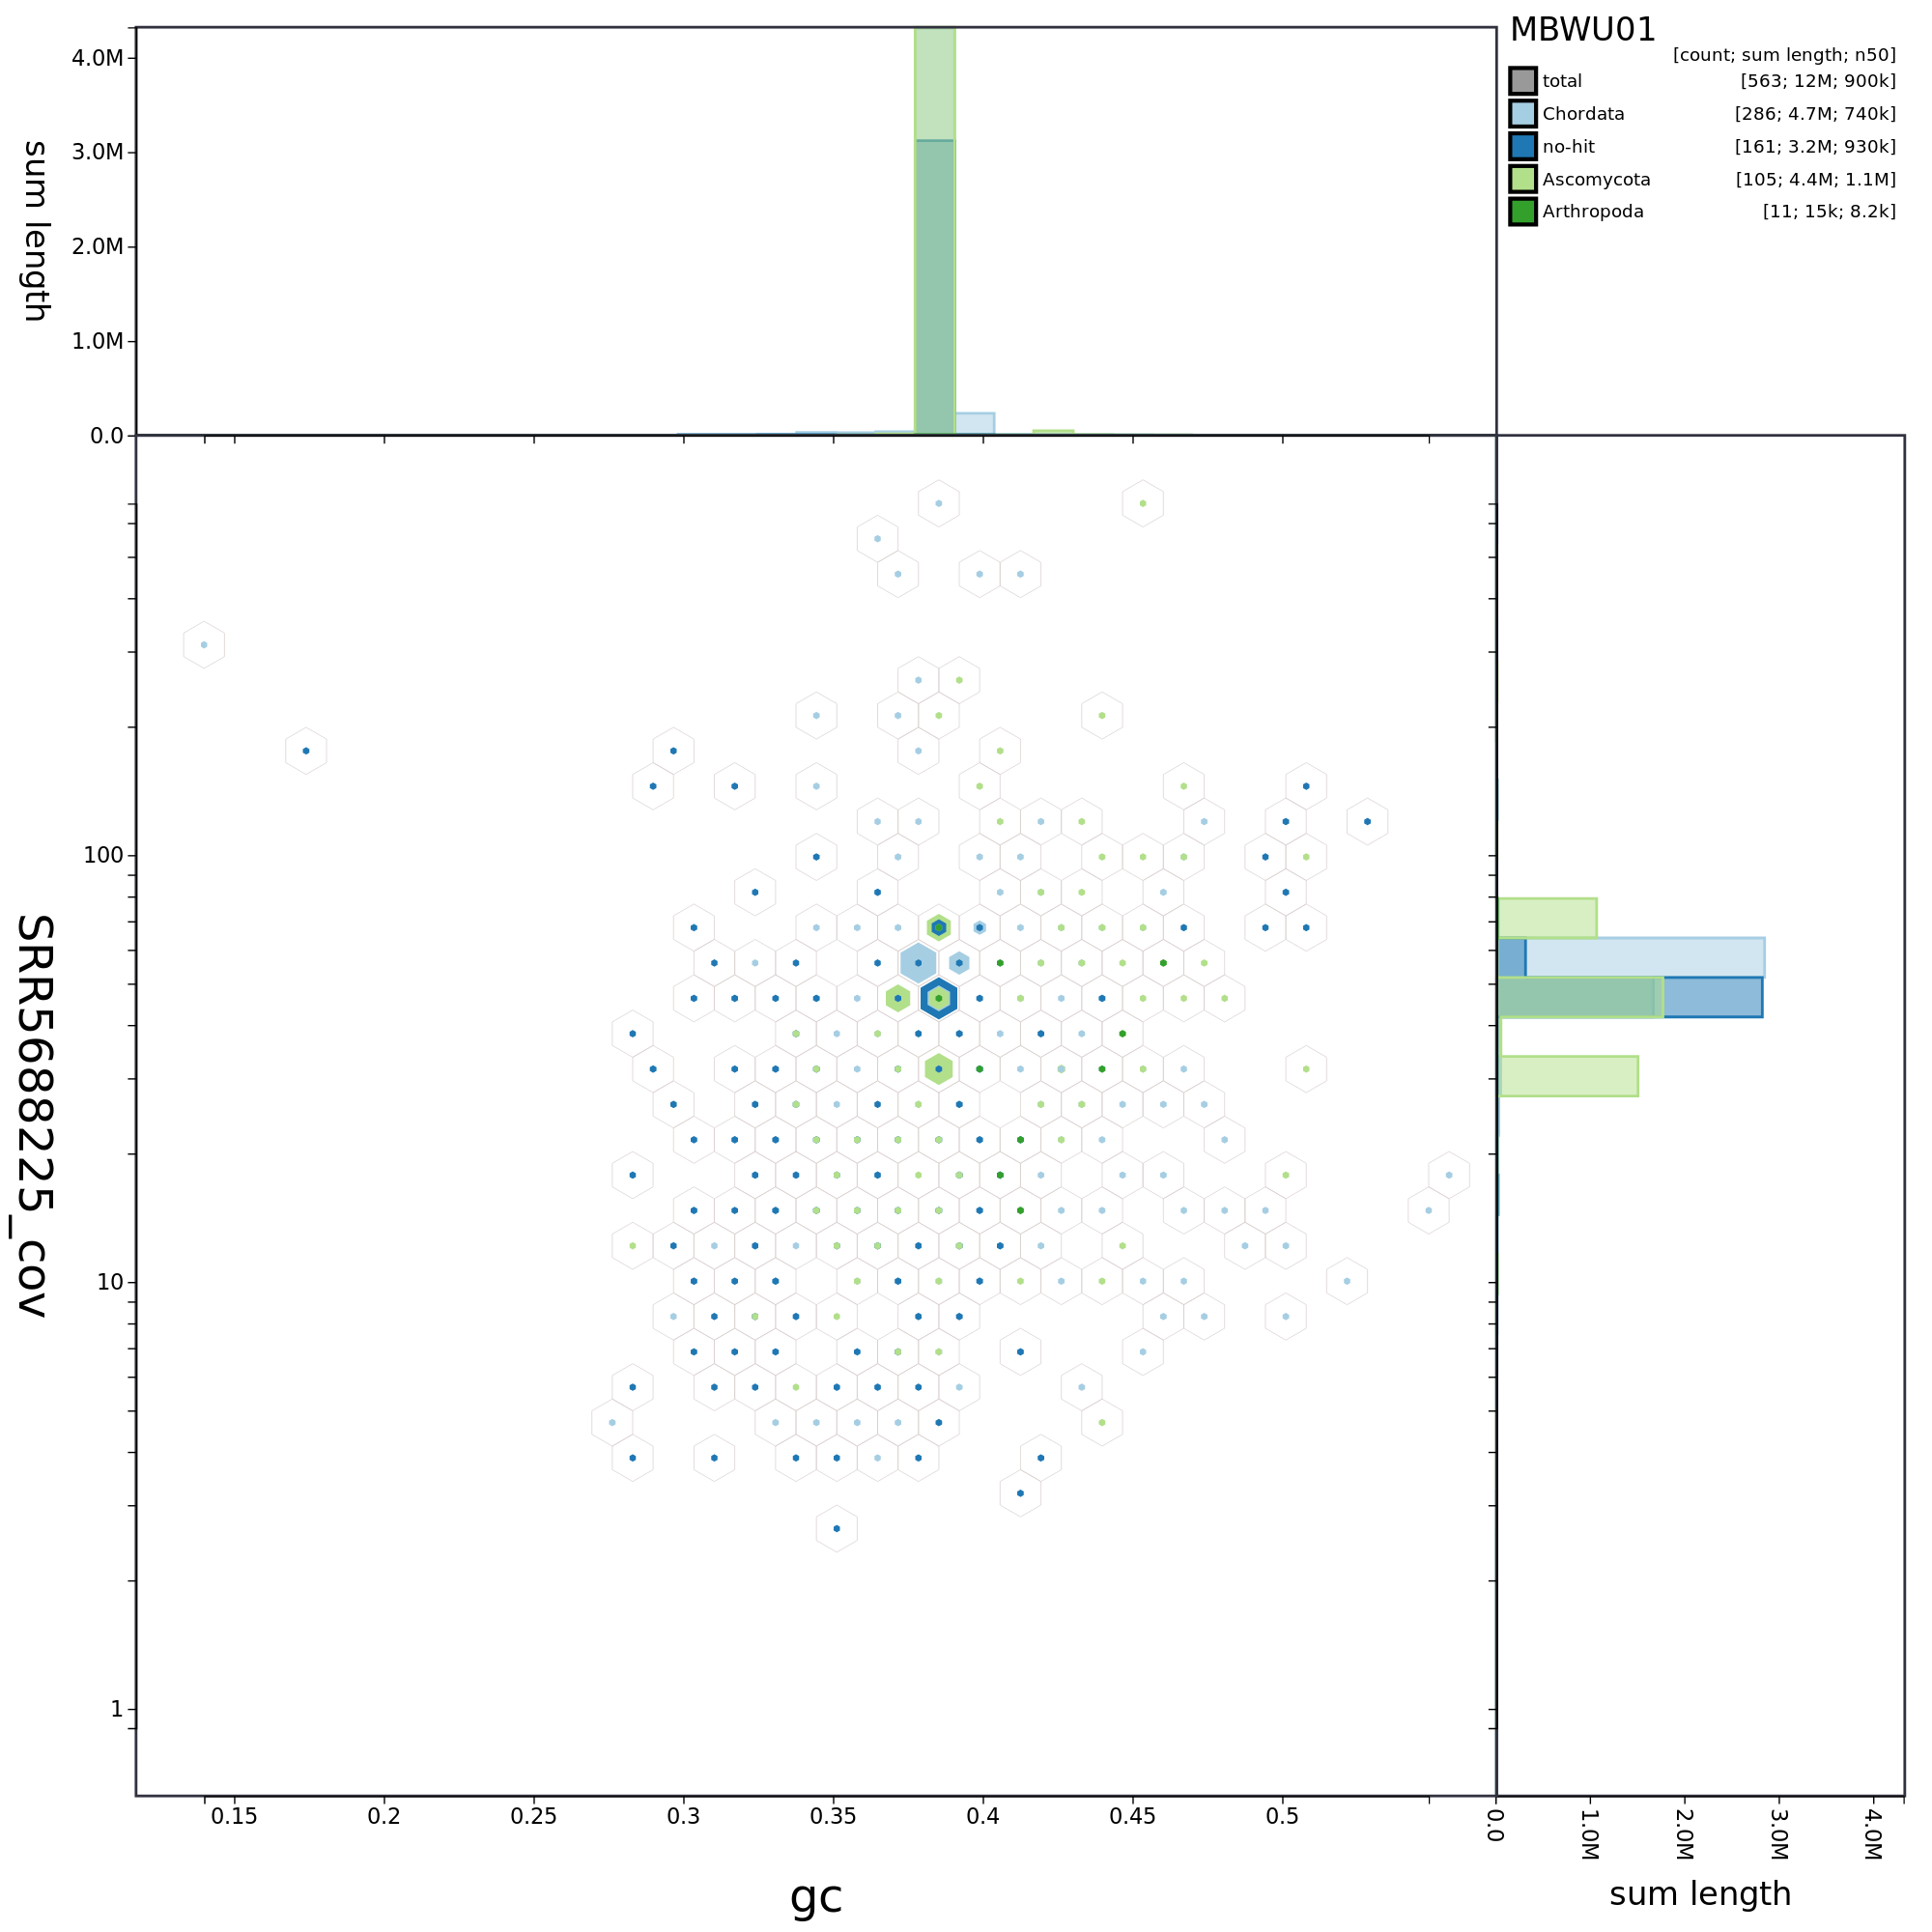 MBWU01
[count; sum length; n50]
total [563; 12M; 900k]
Chordata [286; 4.7M; 740k]
no-hit [161; 3.2M; 930k]
Ascomycota [105; 4.4M; 1.1M]
Arthropoda [11; 15k; 8.2k]
sum length
4.0M
3.0M
2.0M
1.0M
0.0
SRR5688225_cov
100
10
1
0.15 0.2 0.25 0.3 0.35 0.4 0.45 0.5
gc
0.0 1.0M 2.0M 3.0M 4.0M
sum length